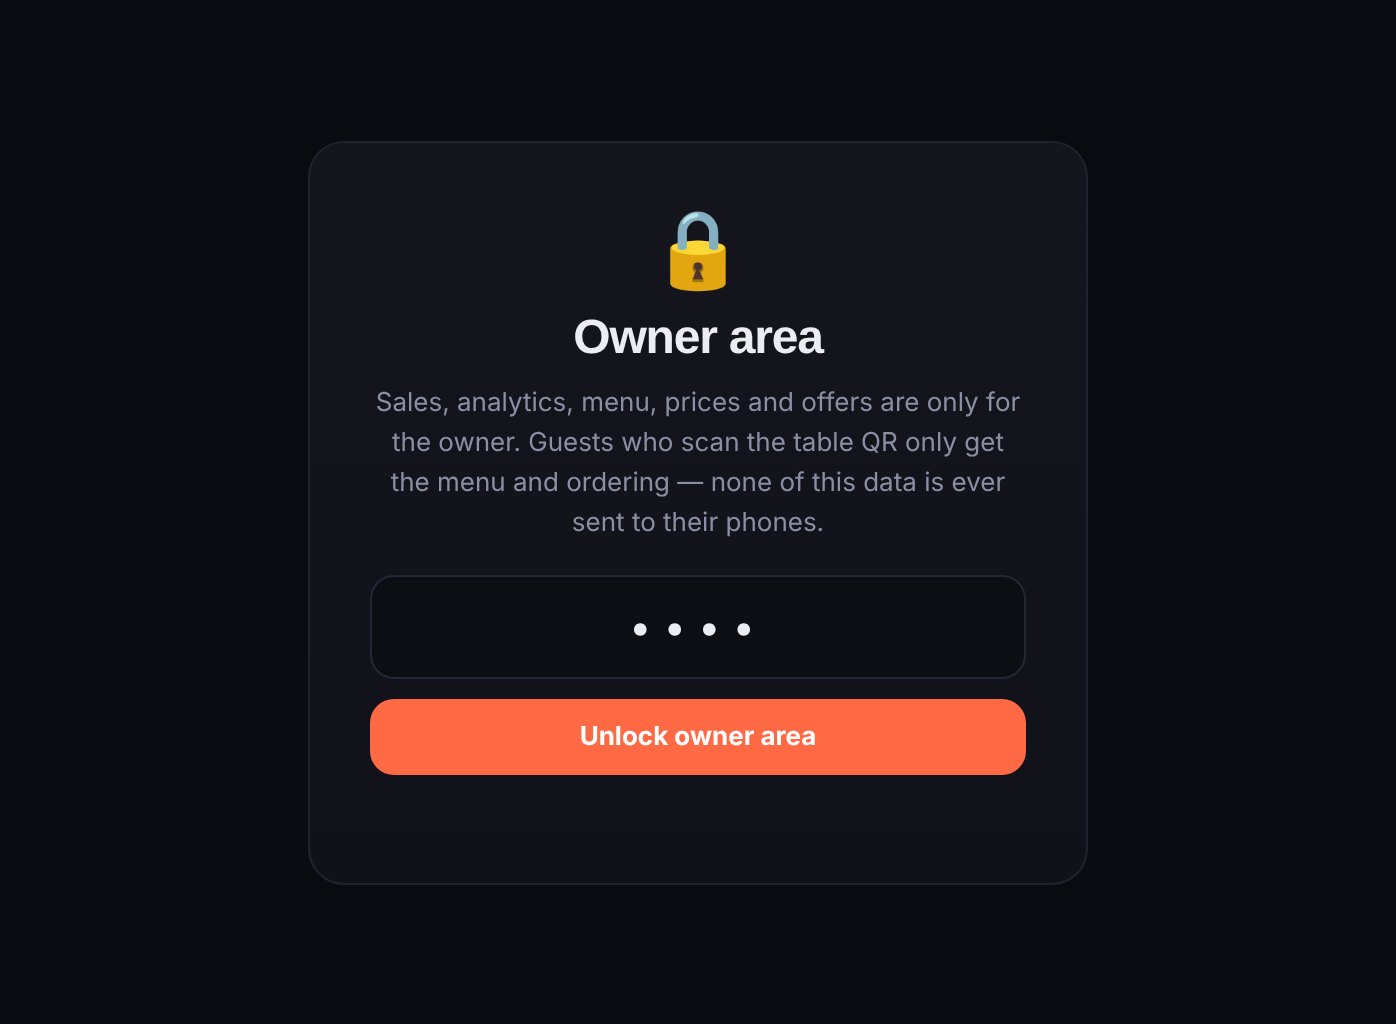 Owner area
Sales, analytics, menu, prices and offers are only for
the owner. Guests who scan the table QR only get
the menu and ordering — none of this data is ever
sent to their phones.
••••
Unlock owner area